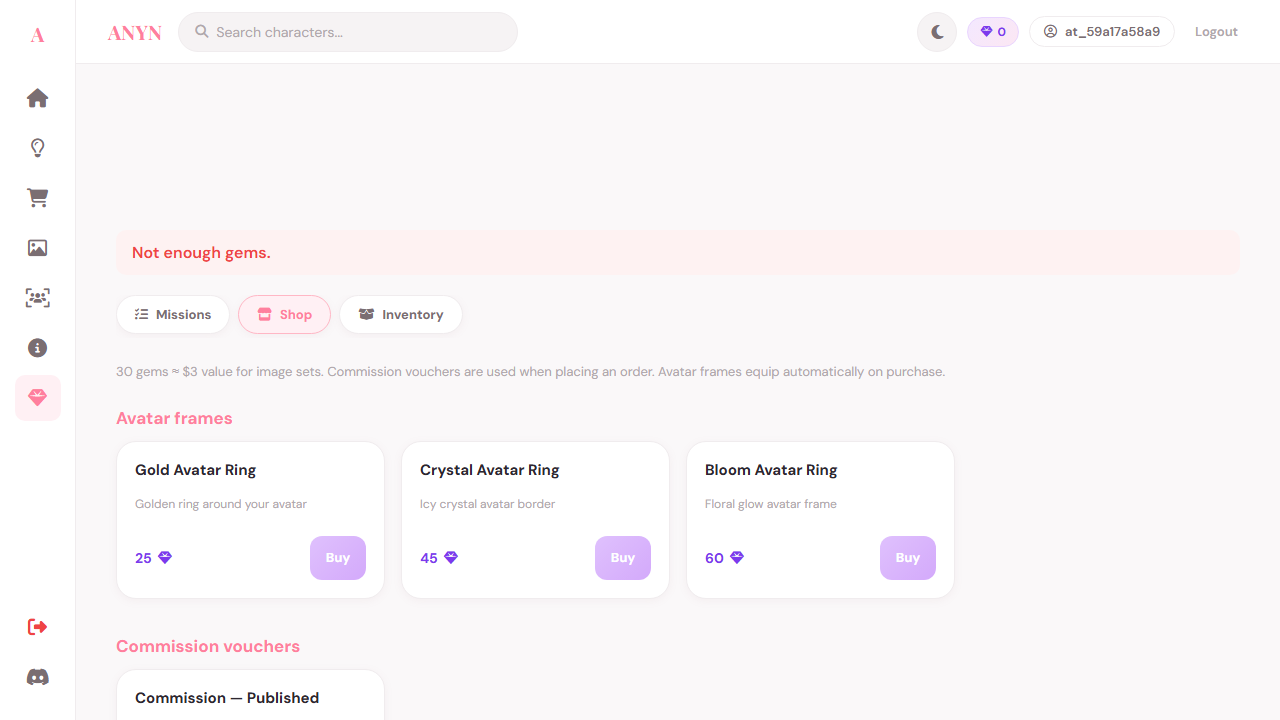 A
ANYN
Search characters...
0
at_59a17a58a9
Logout
Not enough gems.
Missions
Shop
Inventory
30 gems ≈ $3 value for image sets. Commission vouchers are used when placing an order. Avatar frames equip automatically on purchase.
Avatar frames
Gold Avatar Ring
Golden ring around your avatar
25
Buy
Crystal Avatar Ring
Icy crystal avatar border
45
Buy
Bloom Avatar Ring
Floral glow avatar frame
60
Buy
Commission vouchers
Commission — Published